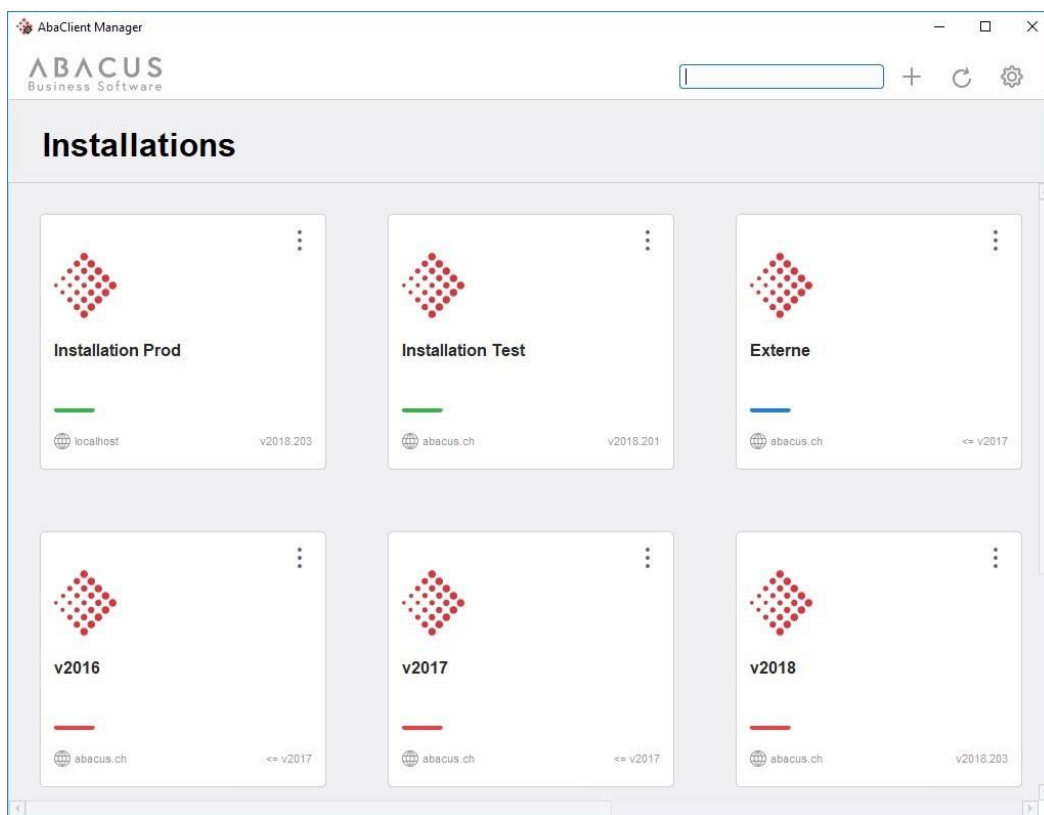 AbaClient Manager
ABACUS
Business Software
Installations
Installation Prod
localhost v2018.203
Installation Test
abacus.ch v2018.201
Externe
abacus.ch <= v2017
v2016
abacus.ch <= v2017
v2017
abacus.ch <= v2017
v2018
abacus.ch v2018.203